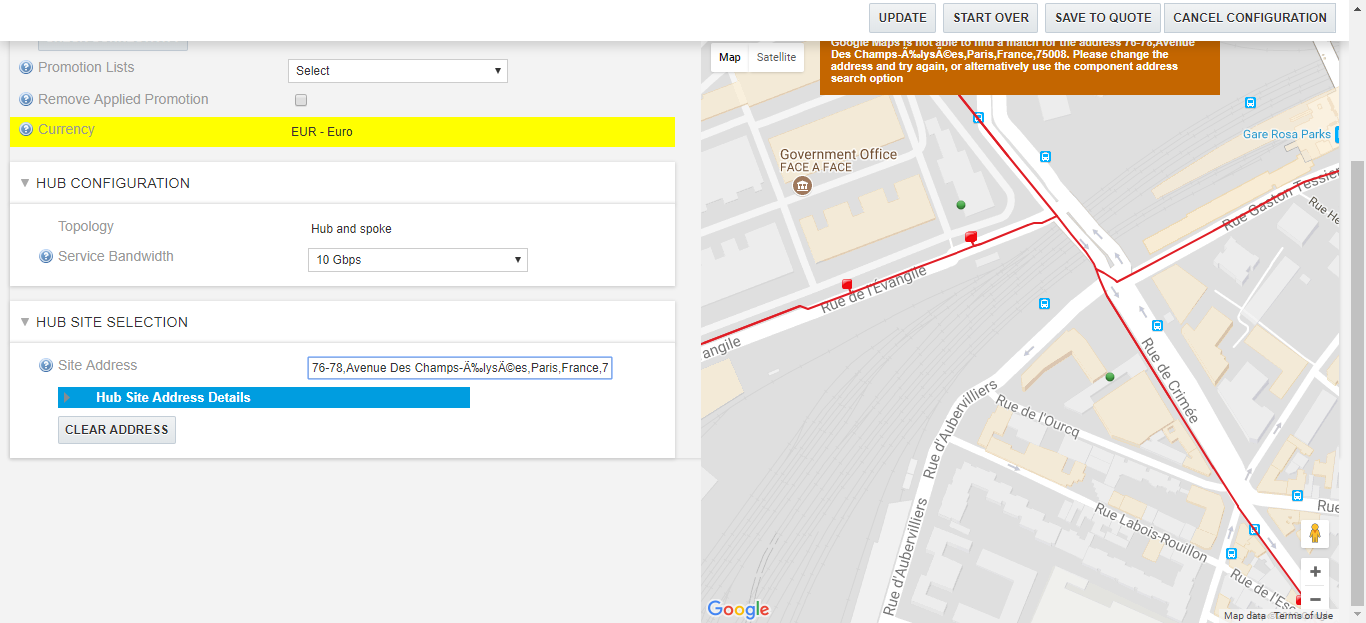 UPDATE
START OVER
SAVE TO QUOTE
CANCEL CONFIGURATION
Promotion Lists
Select
Remove Applied Promotion
Currency
EUR - Euro
HUB CONFIGURATION
Topology
Hub and spoke
Service Bandwidth
10 Gbps
HUB SITE SELECTION
Site Address
76-78,Avenue Des Champs-Ä‰lysÃ©es,Paris,France,7
Hub Site Address Details
CLEAR ADDRESS
Map
Satellite
Google Maps is not able to find a match for the address 76-78,Avenue
Des Champs-Ä‰lysÃ©es,Paris,France,75008. Please change the
address and try again, or alternatively use the component address
search option
Gare Rosa Parks
Government Office
FACE A FACE
Rue Gaston Tessier
Rue He
Rue de l'Évangile
angile
Rue de Crimée
Rue d'Aubervilliers
Rue de l'Ourcq
Rue d'Aubervilliers
Rue Labois-Rouillon
Rue
Rue de l'Esc
Google
Map data
Terms of Use